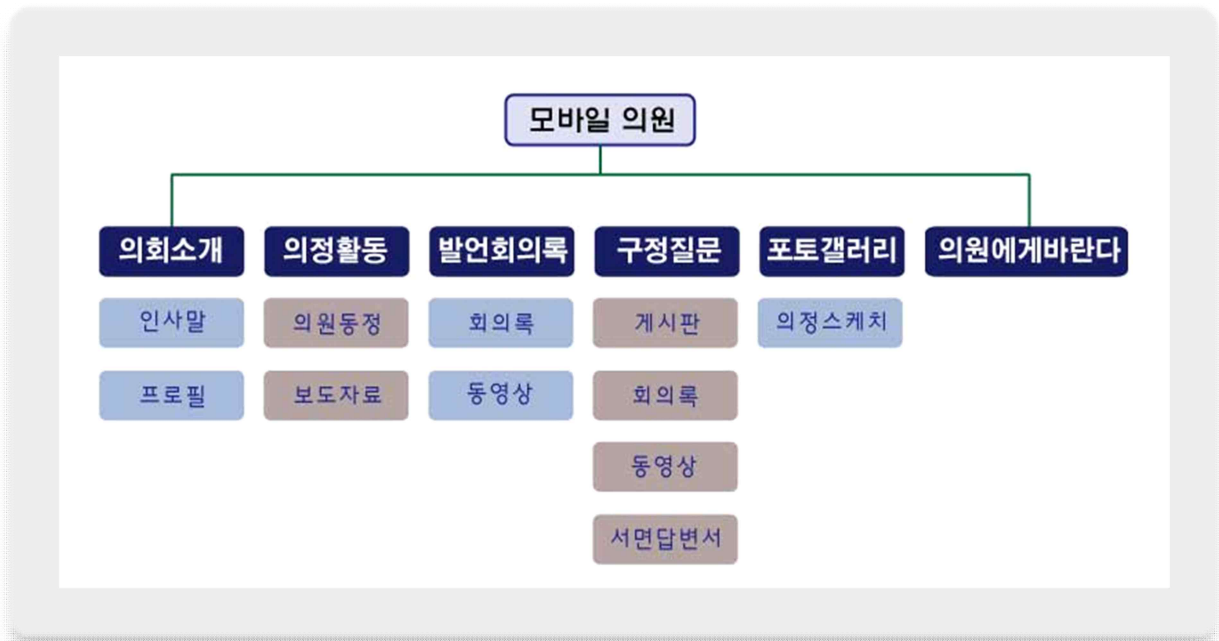 모바일 의원
의회소개 의정활동 발언회의록 구정질문 포토갤러리 의원에게바란다
인사말 의원동정 회의록 게시판 의정스케치
프로필 보도자료 동영상 회의록
동영상
서면답변서